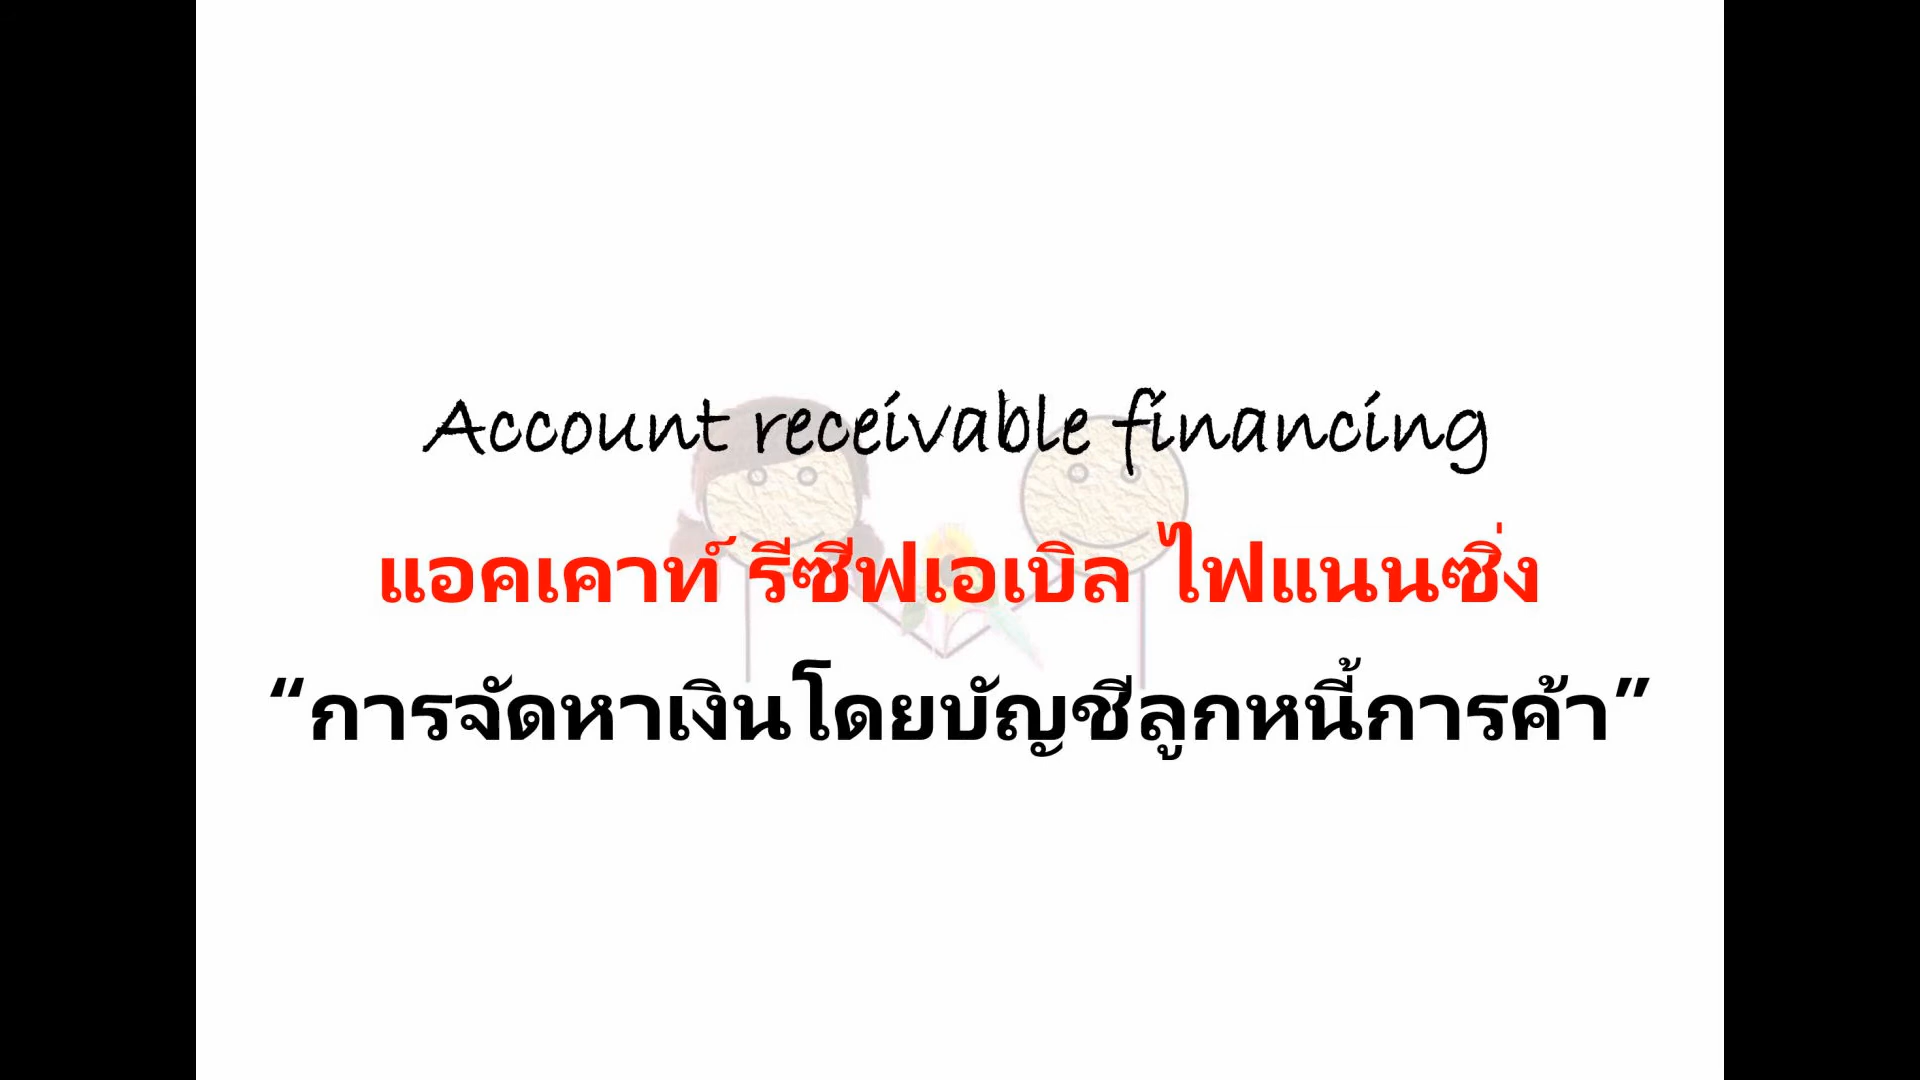 Account receivable financing
แอคเคาท์ รีซีฟเอเบิล ไฟแนนซิ่ง
“การจัดหาเงินโดยบัญชีลูกหนี้การค้า”